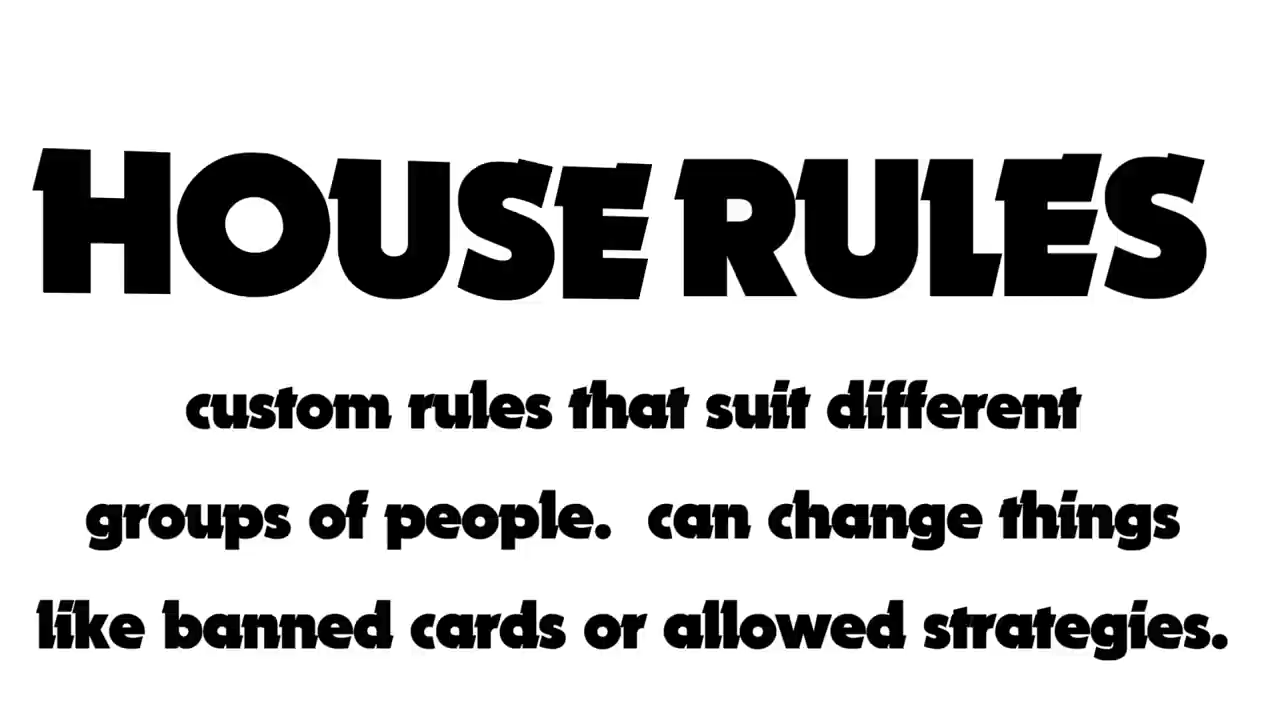 HOUSE RULES
custom rules that suit different
groups of people. can change things
like banned cards or allowed strategies.